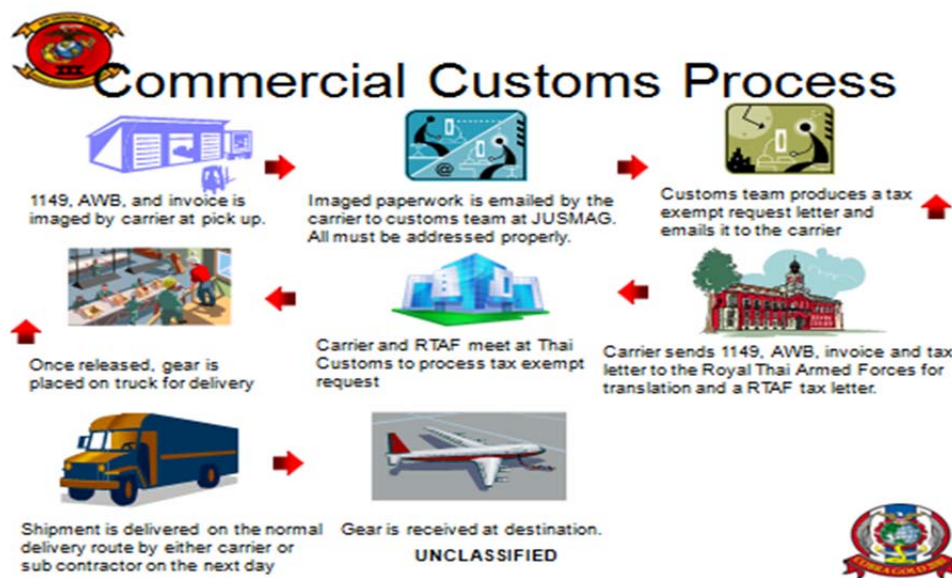 Commercial Customs Process
1149, AWB, and invoice is
imaged by carrier at pick up.
Imaged paperwork is emailed by the
carrier to customs team at JUSMAG.
All must be addressed properly.
Customs team produces a tax
exempt request letter and
emails it to the carrier
Once released, gear is
placed on truck for delivery
Carrier and RTAF meet at Thai
Customs to process tax exempt
request
Carrier sends 1149, AWB, invoice and tax
letter to the Royal Thai Armed Forces for
translation and a RTAF tax letter.
Shipment is delivered on the normal
delivery route by either carrier or
sub contractor on the next day
Gear is received at destination.
UNCLASSIFIED
III
@
COBRA GOLD